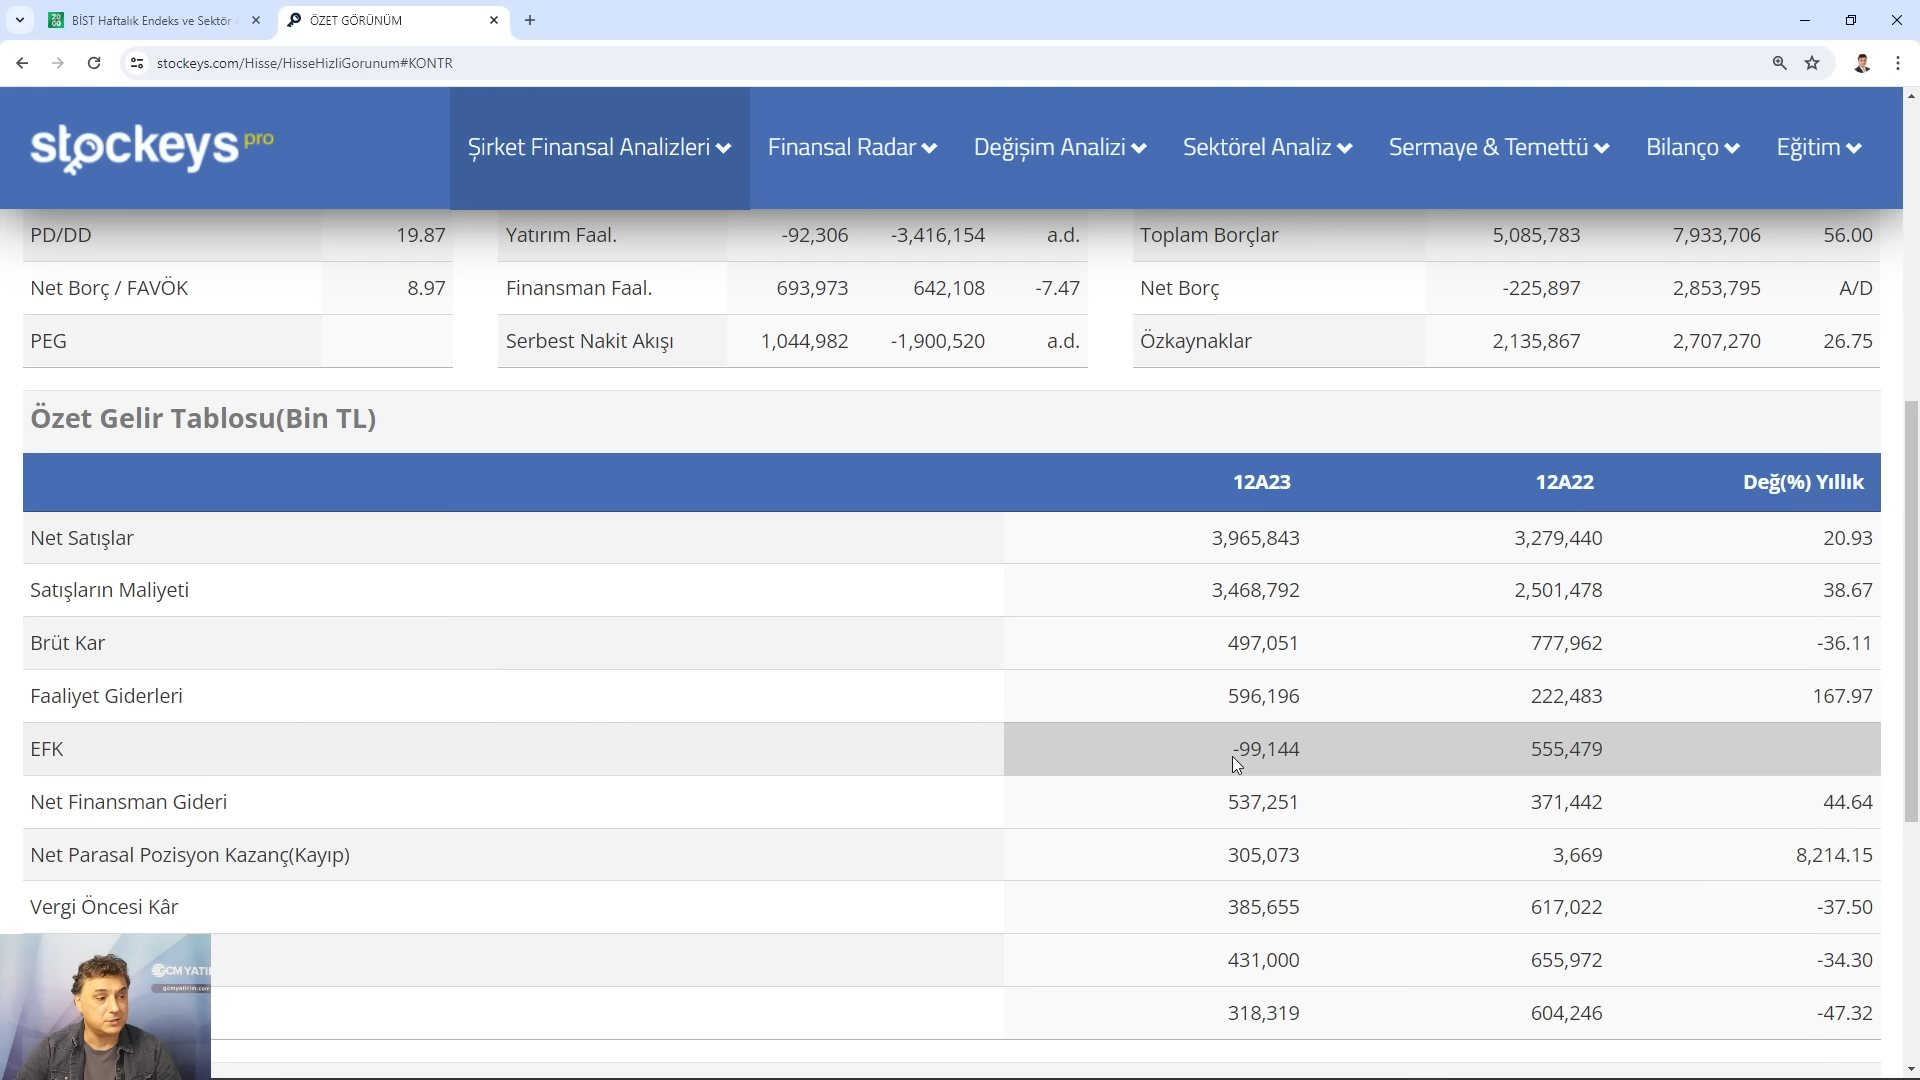 BİST Haftalık Endeks ve Sektör
ÖZET GÖRÜNÜM
stockeys.com/Hisse/HisseHizliGorunum#KONTR
stockeys pro
Şirket Finansal Analizleri
Finansal Radar
Değişim Analizi
Sektörel Analiz
Sermaye & Temettü
Bilanço
Eğitim
PD/DD 19.87
Net Borç / FAVÖK 8.97
PEG
Yatırım Faal. -92,306 -3,416,154 a.d.
Finansman Faal. 693,973 642,108 -7.47
Serbest Nakit Akışı 1,044,982 -1,900,520 a.d.
Toplam Borçlar 5,085,783 7,933,706 56.00
Net Borç -225,897 2,853,795 A/D
Özkaynaklar 2,135,867 2,707,270 26.75
Özet Gelir Tablosu(Bin TL)
12A23 12A22 Değ(%) Yıllık
Net Satışlar 3,965,843 3,279,440 20.93
Satışların Maliyeti 3,468,792 2,501,478 38.67
Brüt Kar 497,051 777,962 -36.11
Faaliyet Giderleri 596,196 222,483 167.97
EFK -99,144 555,479
Net Finansman Gideri 537,251 371,442 44.64
Net Parasal Pozisyon Kazanç(Kayıp) 305,073 3,669 8,214.15
Vergi Öncesi Kâr 385,655 617,022 -37.50
431,000 655,972 -34.30
318,319 604,246 -47.32
GCM YATI
gcmyatirim.com